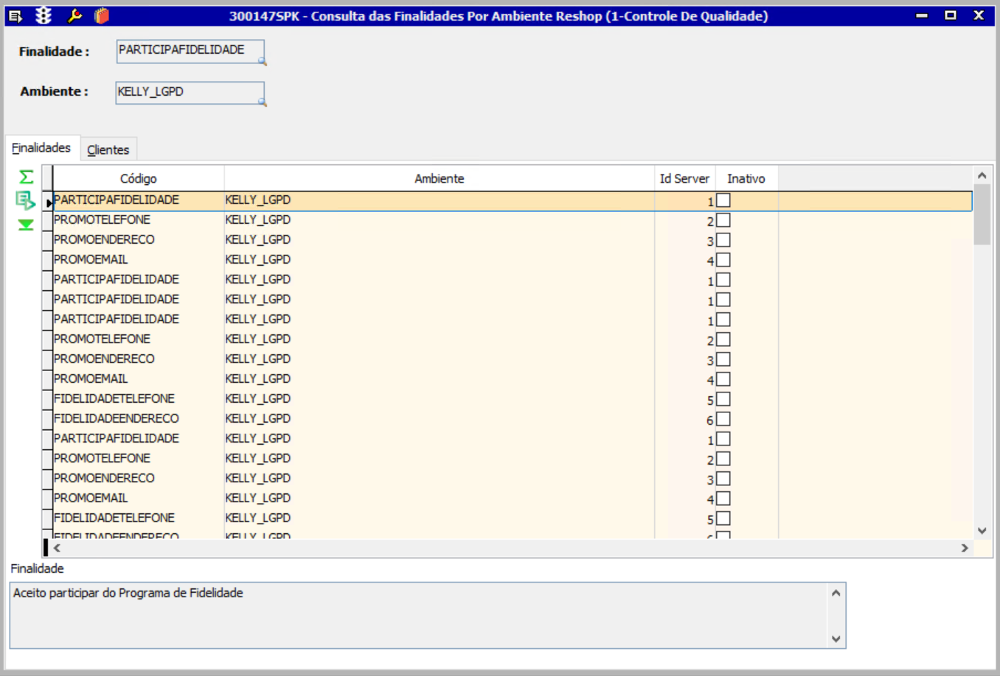 300147SPK - Consulta das Finalidades Por Ambiente Reshop (1-Controle De Qualidade)
Finalidade : PARTICIPAFIDELIDADE
Ambiente : KELLY_LGPD
Finalidades Clientes
Código Ambiente Id Server Inativo
PARTICIPAFIDELIDADE KELLY_LGPD 1
PROMOTELEFONE KELLY_LGPD 2
PROMOENDERECO KELLY_LGPD 3
PROMOEMAIL KELLY_LGPD 4
PARTICIPAFIDELIDADE KELLY_LGPD 1
PARTICIPAFIDELIDADE KELLY_LGPD 1
PARTICIPAFIDELIDADE KELLY_LGPD 1
PROMOTELEFONE KELLY_LGPD 2
PROMOENDERECO KELLY_LGPD 3
PROMOEMAIL KELLY_LGPD 4
FIDELIDADETELEFONE KELLY_LGPD 5
FIDELIDADEENDERECO KELLY_LGPD 6
PARTICIPAFIDELIDADE KELLY_LGPD 1
PROMOTELEFONE KELLY_LGPD 2
PROMOENDERECO KELLY_LGPD 3
PROMOEMAIL KELLY_LGPD 4
FIDELIDADETELEFONE KELLY_LGPD 5
FIDELIDADEENDERECO KELLY_LGPD 6
Finalidade
Aceito participar do Programa de Fidelidade